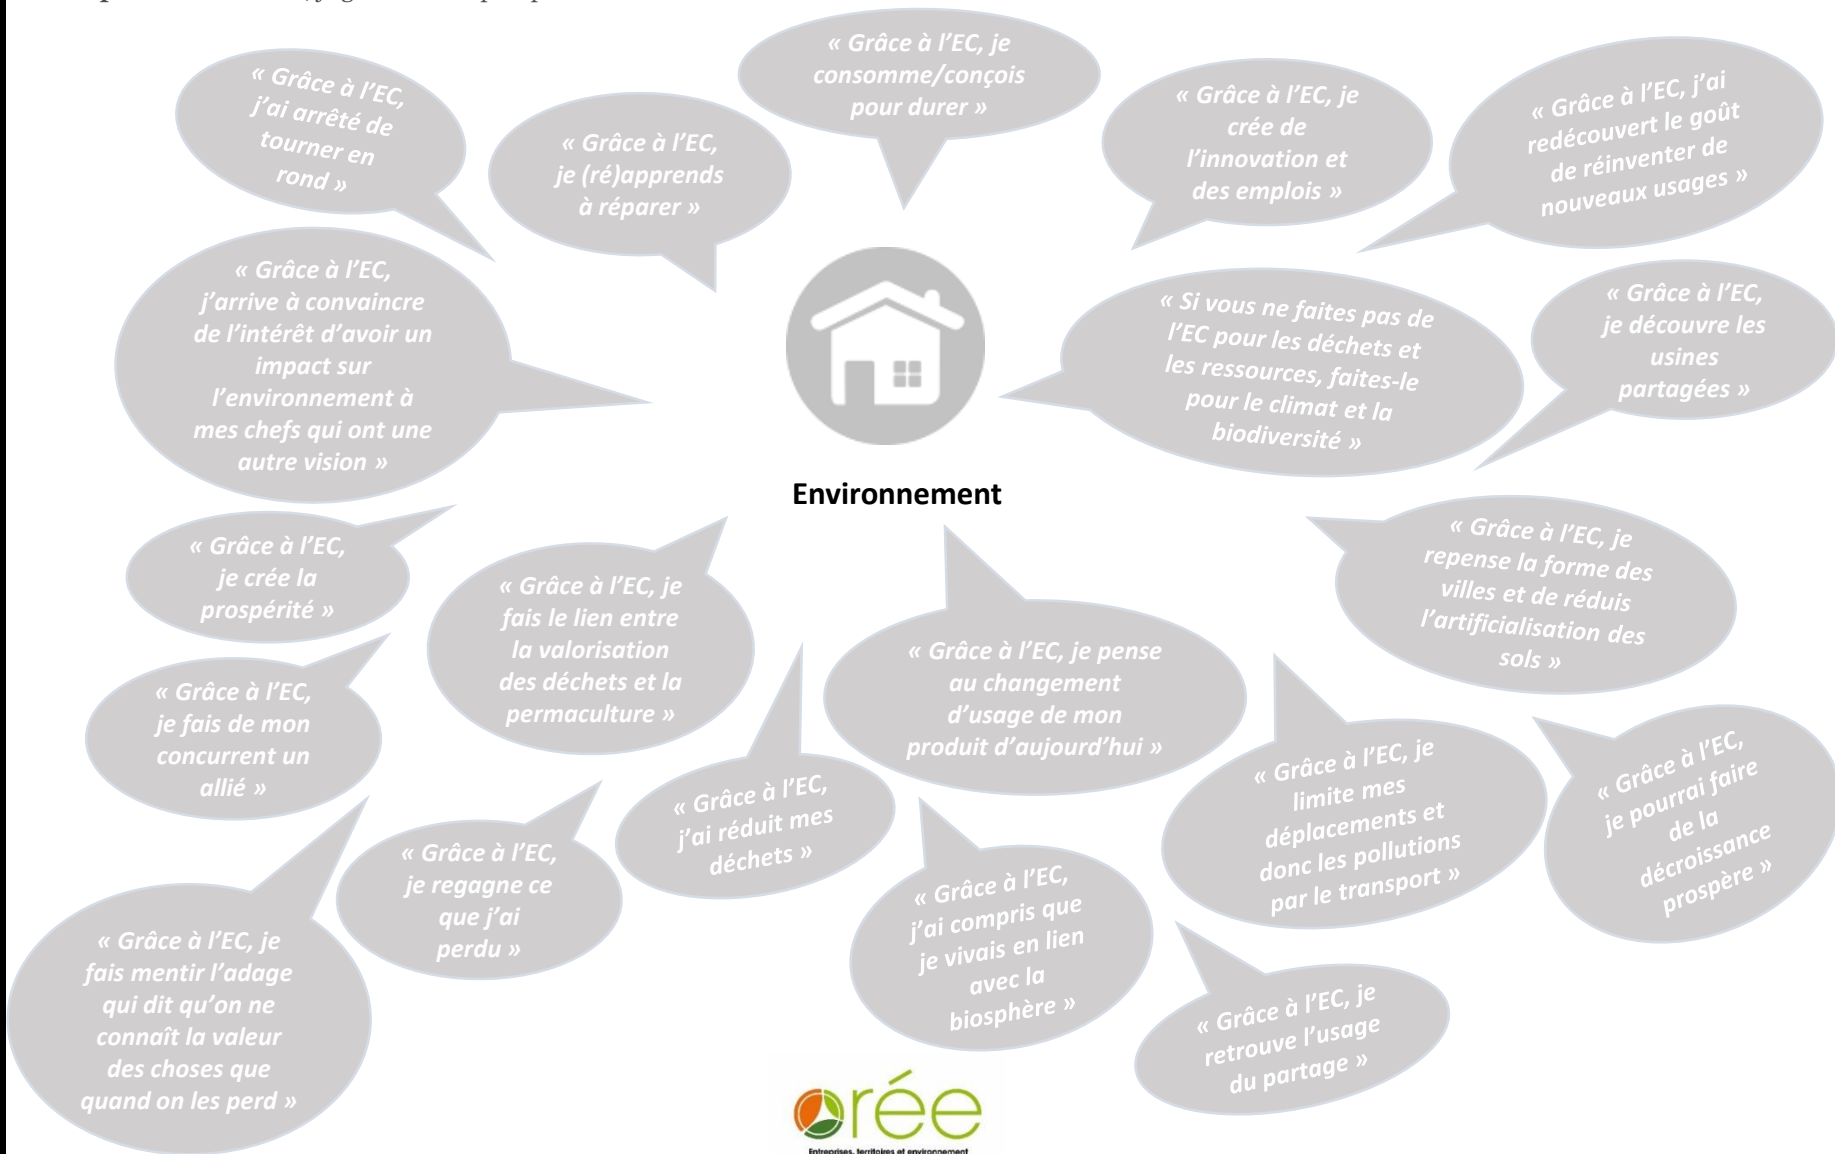 « Grâce à l’EC, je
consomme/conçois
pour durer »
« Grâce à l’EC,
j’ai arrêté de
tourner en
rond »
« Grâce à l’EC,
je (ré)apprends
à réparer »
« Grâce à l’EC, je
crée de
l’innovation et
des emplois »
« Grâce à l’EC, j’ai
redécouvert le goût
de réinventer de
nouveaux usages »
« Grâce à l’EC,
j’arrive à convaincre
de l’intérêt d’avoir un
impact sur
l’environnement à
mes chefs qui ont une
autre vision »
« Si vous ne faites pas de
l’EC pour les déchets et
les ressources, faites-le
pour le climat et la
biodiversité »
« Grâce à l’EC,
je découvre les
usines
partagées »
Environnement
« Grâce à l’EC,
je crée la
prospérité »
« Grâce à l’EC, je
fais le lien entre
la valorisation
des déchets et la
permaculture »
« Grâce à l’EC, je pense
au changement
d’usage de mon
produit d’aujourd’hui »
« Grâce à l’EC, je
repense la forme des
villes et de réduis
l’artificialisation des
sols »
« Grâce à l’EC,
je fais de mon
concurrent un
allié »
« Grâce à l’EC,
j’ai réduit mes
déchets »
« Grâce à l’EC, je
limite mes
déplacements et
donc les pollutions
par le transport »
« Grâce à l’EC,
je pourrai faire
de la
décroissance
prospère »
« Grâce à l’EC,
je regagne ce
que j’ai
perdu »
« Grâce à l’EC,
j’ai compris que
je vivais en lien
avec la
biosphère »
« Grâce à l’EC, je
fais mentir l’adage
qui dit qu’on ne
connaît la valeur
des choses que
quand on les perd »
« Grâce à l’EC, je
retrouve l’usage
du partage »
orée
Entreprises, territoires et environnement